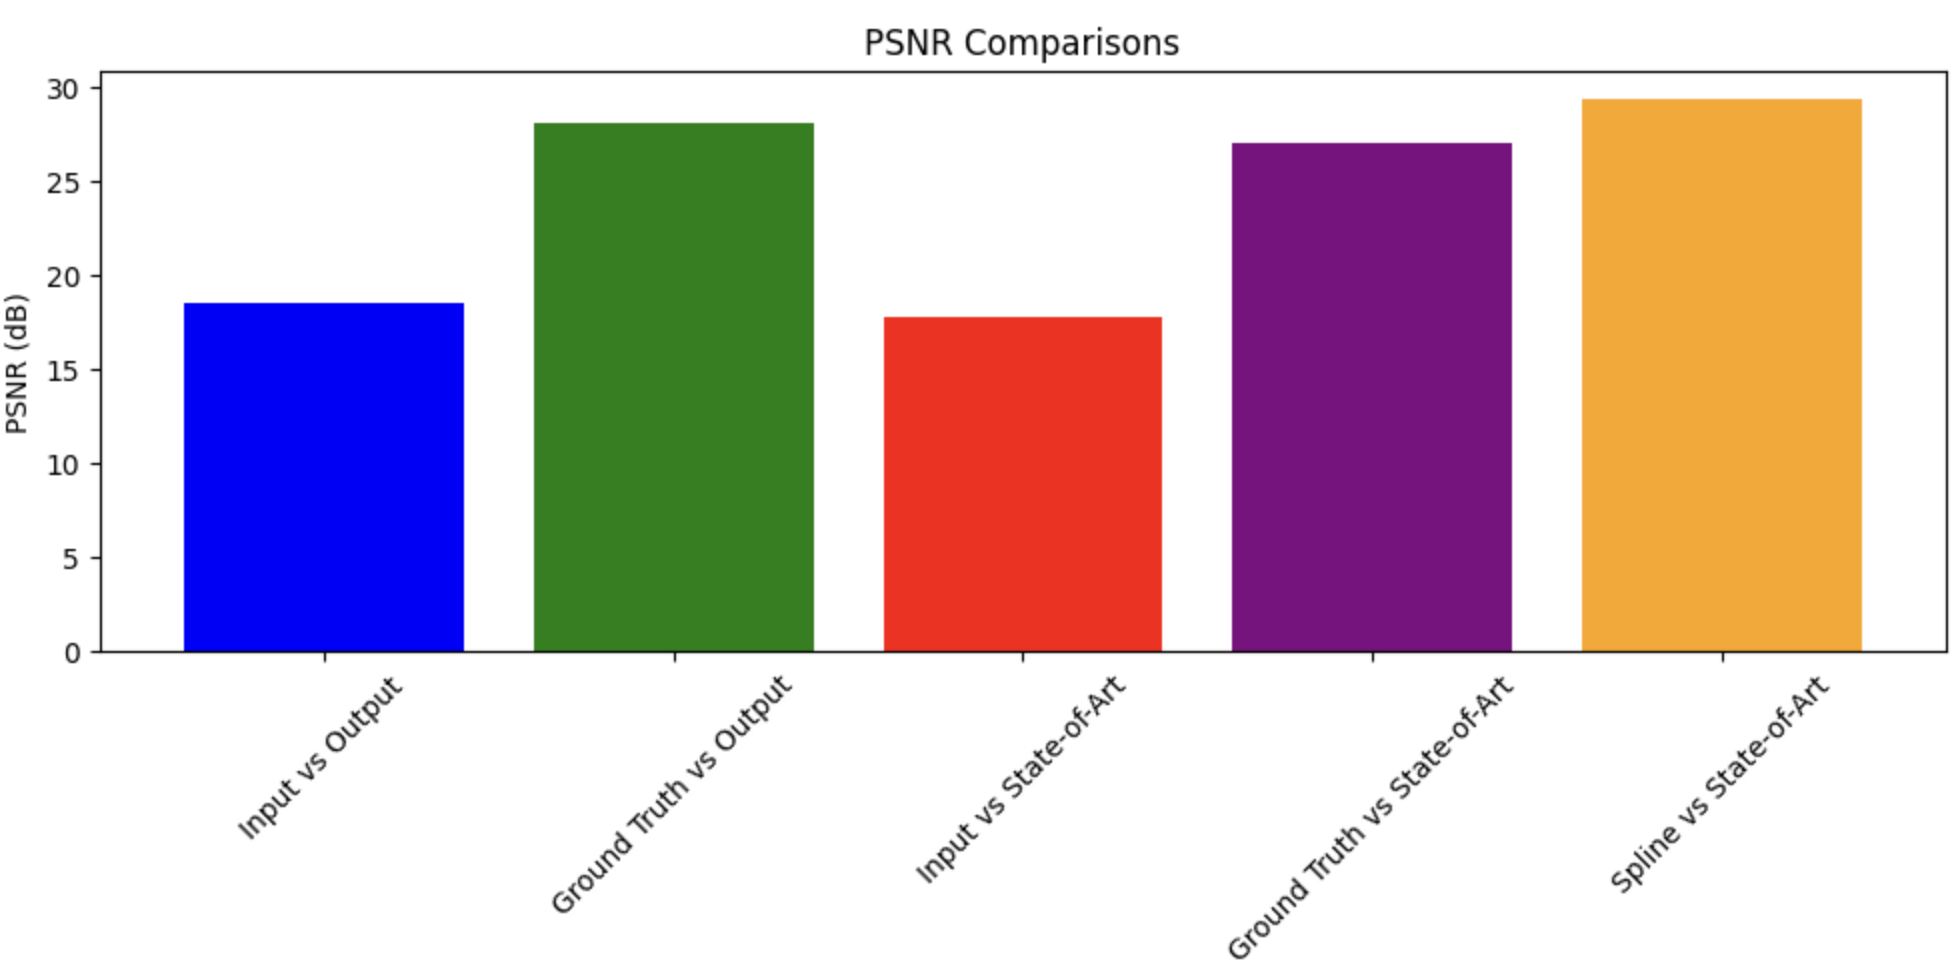 PSNR Comparisons
PSNR (dB)
30
25
20
15
10
5
0
Input vs Output
Ground Truth vs Output
Input vs State-of-Art
Ground Truth vs State-of-Art
Spline vs State-of-Art